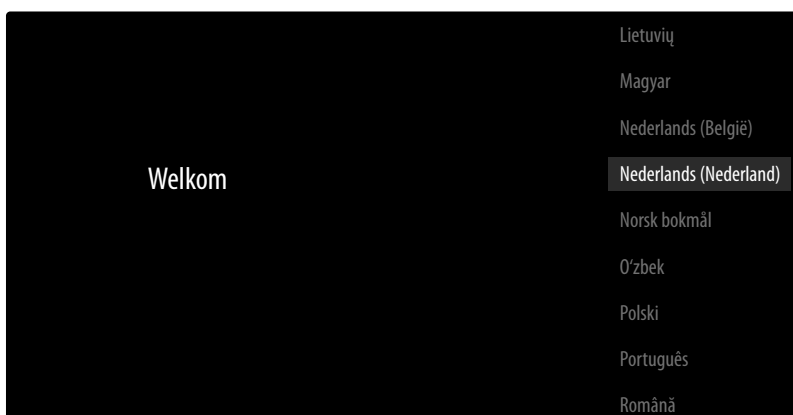 Welkom
Lietuvių
Magyar
Nederlands (België)
Nederlands (Nederland)
Norsk bokmål
O‘zbek
Polski
Português
Română